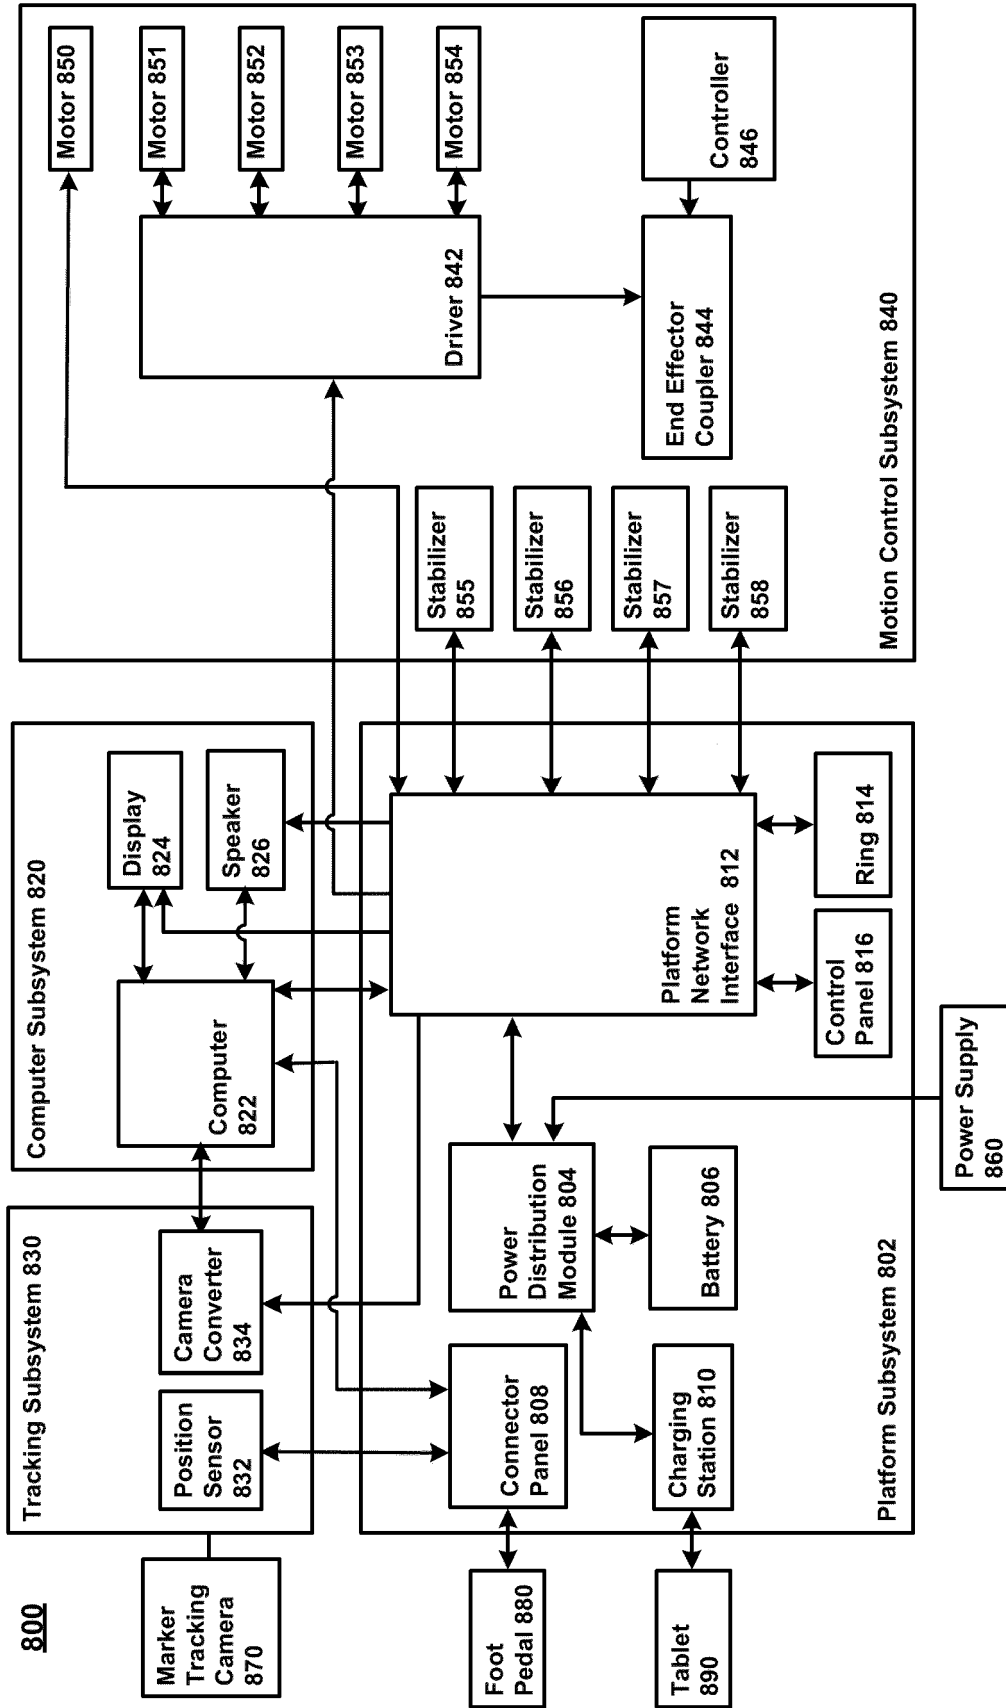 800
Marker
Tracking
Camera
870
Tracking Subsystem 830
Position
Sensor
832
Camera
Converter
834
Computer Subsystem 820
Computer
822
Display
824
Speaker
826
Foot
Pedal 880
Tablet
890
Platform Subsystem 802
Connector
Panel 808
Charging
Station 810
Power
Distribution
Module 804
Battery 806
Platform
Network
Interface 812
Control
Panel 816
Ring 814
Power Supply
860
Motion Control Subsystem 840
Stabilizer
855
Stabilizer
856
Stabilizer
857
Stabilizer
858
Driver 842
End Effector
Coupler 844
Controller
846
Motor 850
Motor 851
Motor 852
Motor 853
Motor 854